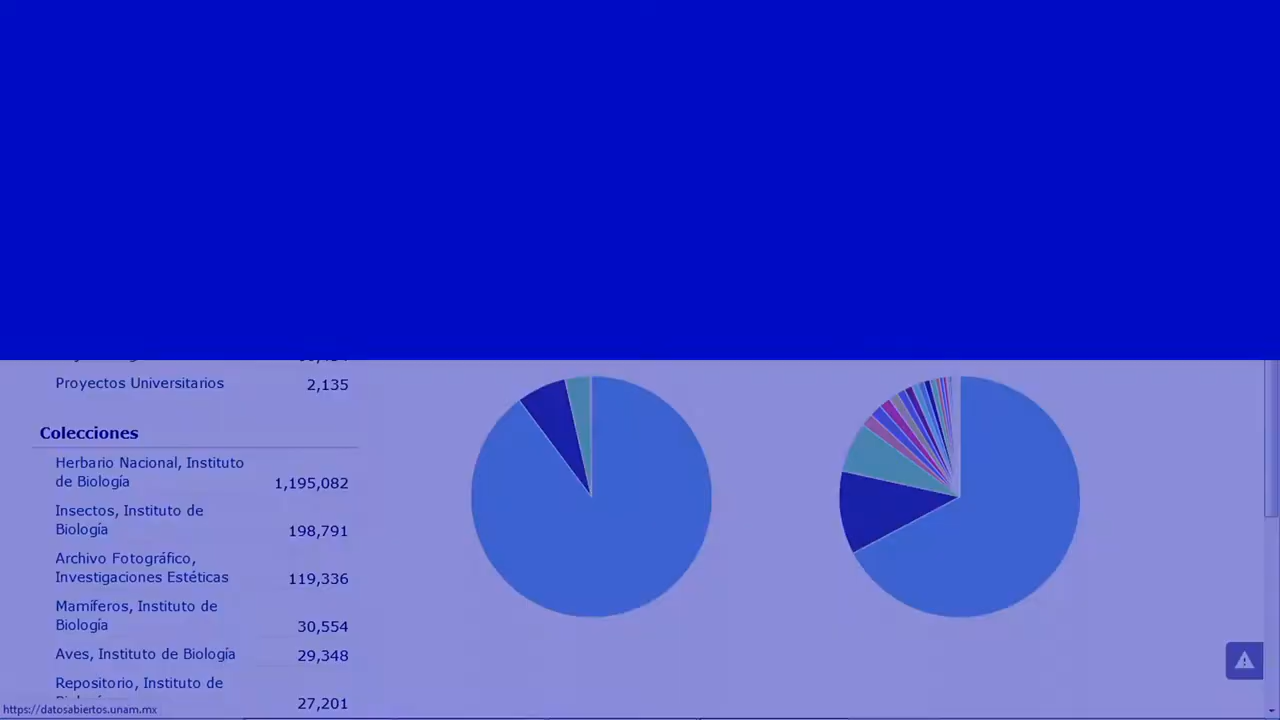 Proyectos Universitarios 2,135
Colecciones
Herbario Nacional, Instituto
de Biología 1,195,082
Insectos, Instituto de
Biología 198,791
Archivo Fotográfico,
Investigaciones Estéticas 119,336
Mamíferos, Instituto de
Biología 30,554
Aves, Instituto de Biología 29,348
Repositorio, Instituto de
27,201
https://datosabiertos.unam.mx